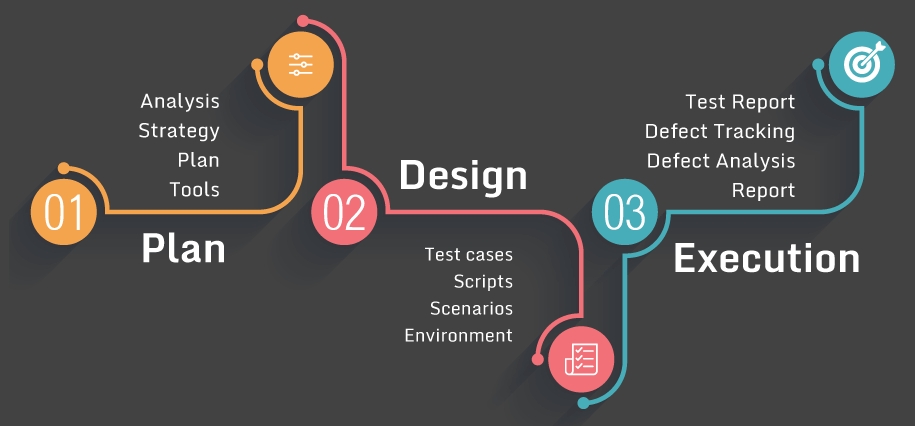 01
Plan
Analysis
Strategy
Plan
Tools
02
Design
Test cases
Scripts
Scenarios
Environment
03
Execution
Test Report
Defect Tracking
Defect Analysis
Report